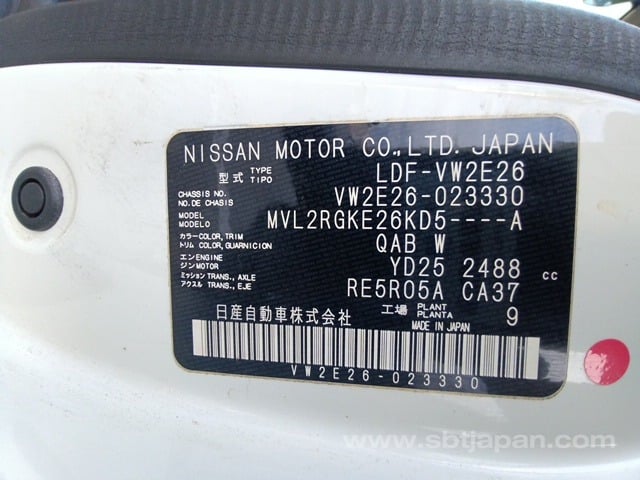 NISSAN MOTOR CO.,LTD. JAPAN
型式 TYPE TIPO LDF-VW2E26
CHASSIS NO. NO.DE CHASIS VW2E26-023330
MODEL MODELO MVL2RGKE26KD5----A
カラー COLOR, TRIM トリム COLOR, GUARNICION QAB W
エンジン ENGINE MOTOR YD25 2488 cc
ミッション TRANS., AXLE アクスル TRANS., EJE RE5R05A CA37
日産自動車株式会社 工場 PLANT PLANTA 9
MADE IN JAPAN
VW2E26-023330
www.sbtjapan.com